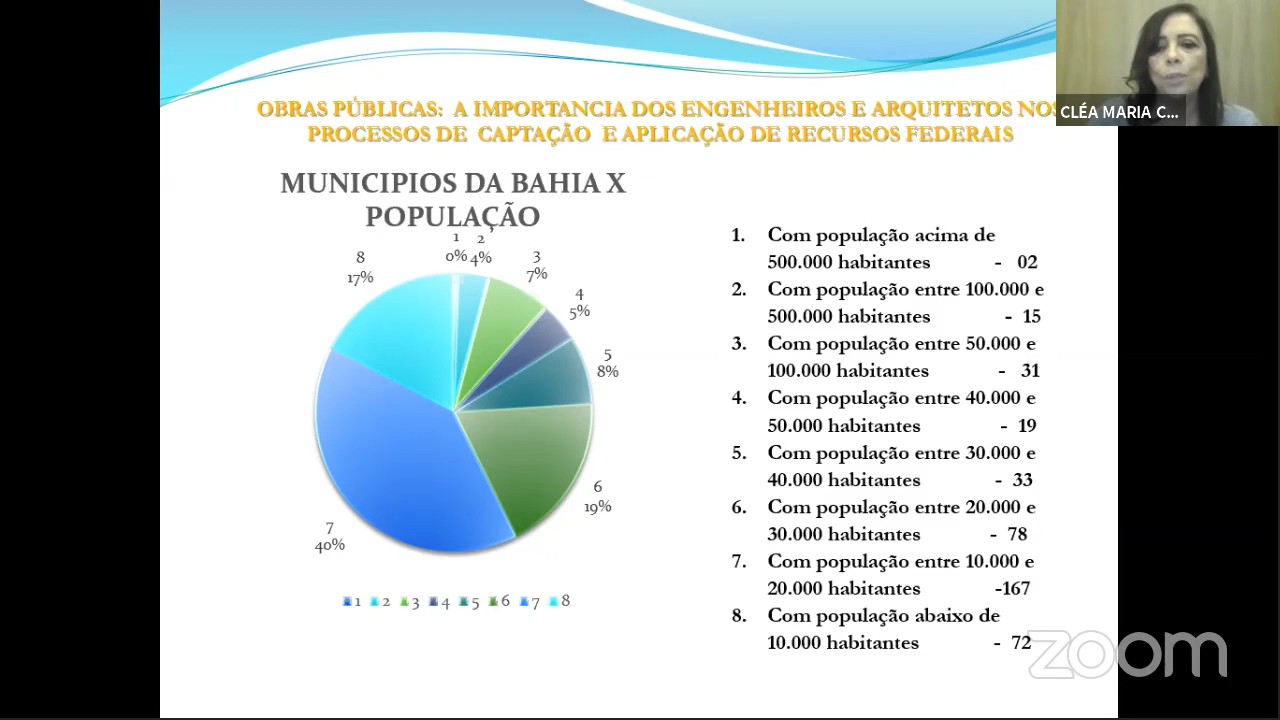 OBRAS PÚBLICAS: A IMPORTANCIA DOS ENGENHEIROS E ARQUITETOS NOS
PROCESSOS DE CAPTAÇÃO E APLICAÇÃO DE RECURSOS FEDERAIS
CLÉA MARIA C...
MUNICIPIOS DA BAHIA X
POPULAÇÃO
1
0%
2
4%
3
7%
4
5%
5
8%
6
19%
7
40%
8
17%
1 2 3 4 5 6 7 8
1. Com população acima de
500.000 habitantes - 02
2. Com população entre 100.000 e
500.000 habitantes - 15
3. Com população entre 50.000 e
100.000 habitantes - 31
4. Com população entre 40.000 e
50.000 habitantes - 19
5. Com população entre 30.000 e
40.000 habitantes - 33
6. Com população entre 20.000 e
30.000 habitantes - 78
7. Com população entre 10.000 e
20.000 habitantes -167
8. Com população abaixo de
10.000 habitantes - 72
zoom